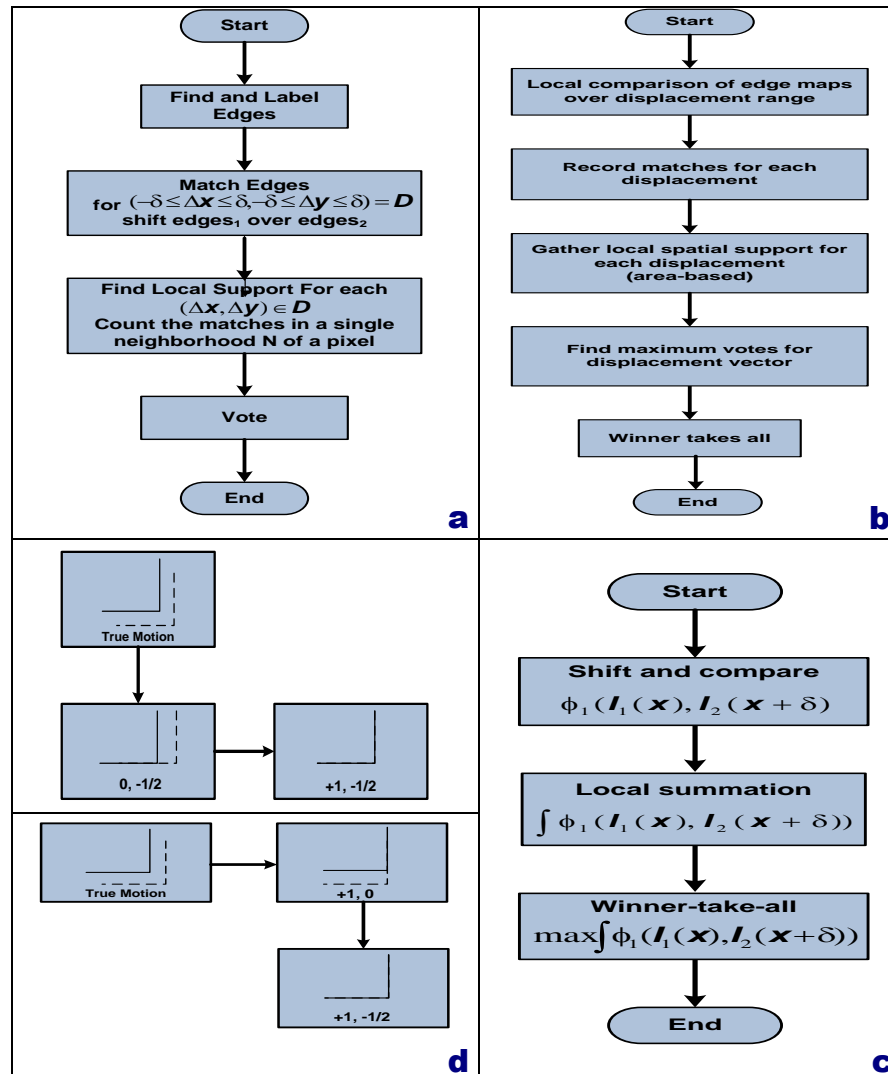 Start
Find and Label
Edges
Match Edges
for (−δ ≤ Δx ≤ δ, −δ ≤ Δy ≤ δ) = D
shift edges₁ over edges₂
Find Local Support For each
(Δx, Δy) ∈ D
Count the matches in a single
neighborhood N of a pixel
Vote
End
a
Start
Local comparison of edge maps
over displacement range
Record matches for each
displacement
Gather local spatial support for
each displacement
(area-based)
Find maximum votes for
displacement vector
Winner takes all
End
b
True Motion
0, -1/2
+1, -1/2
True Motion
+1, 0
+1, -1/2
d
Start
Shift and compare
ϕ₁(I₁(x), I₂(x + δ)
Local summation
∫ ϕ₁(I₁(x), I₂(x + δ))
Winner-take-all
max∫ϕ₁(I₁(x), I₂(x+δ))
End
c